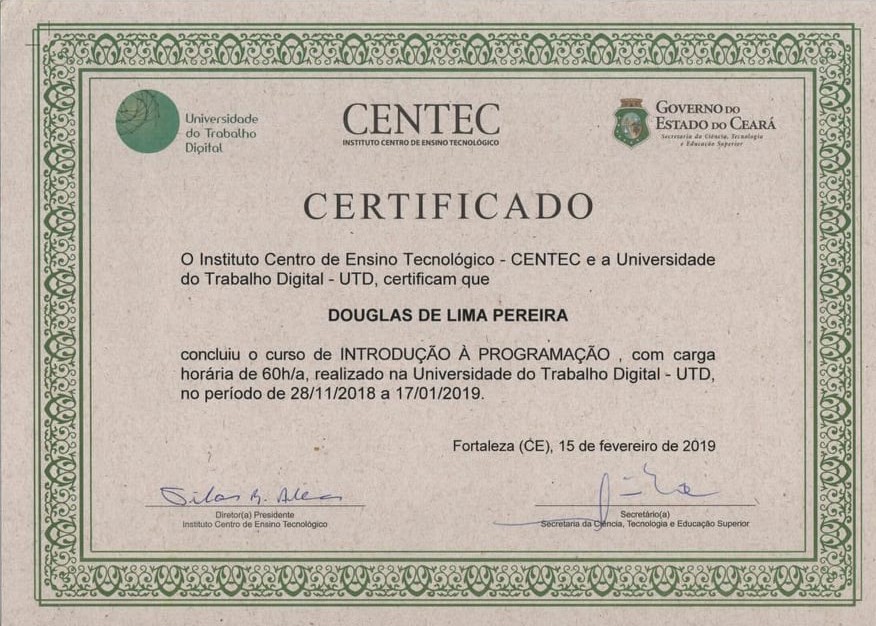 Universidade
do Trabalho
Digital
CENTEC
INSTITUTO CENTRO DE ENSINO TECNOLÓGICO
GOVERNO DO
ESTADO DO CEARÁ
Secretaria da Ciência, Tecnologia
e Educação Superior
CERTIFICADO
O Instituto Centro de Ensino Tecnológico - CENTEC e a Universidade
do Trabalho Digital - UTD, certificam que
DOUGLAS DE LIMA PEREIRA
concluiu o curso de INTRODUÇÃO À PROGRAMAÇÃO , com carga
horária de 60h/a, realizado na Universidade do Trabalho Digital - UTD,
no período de 28/11/2018 a 17/01/2019.
Fortaleza (CE), 15 de fevereiro de 2019
Silas B. Alens
Diretor(a) Presidente
Instituto Centro de Ensino Tecnológico
Secretário(a)
Secretaria da Ciência, Tecnologia e Educação Superior